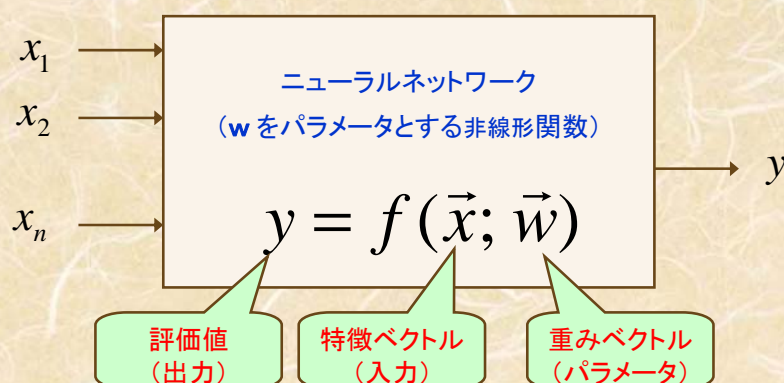 x₁
x₂
xₙ
ニューラルネットワーク
(w をパラメータとする非線形関数)
y = f(x⃗; w⃗)
y
評価値
(出力)
特徴ベクトル
(入力)
重みベクトル
(パラメータ)